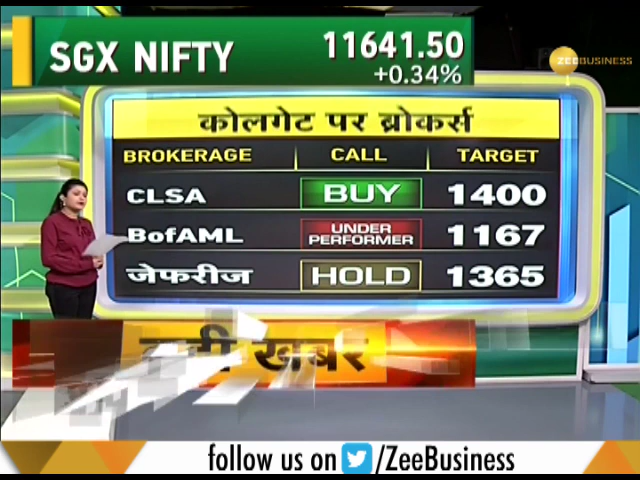 SGX NIFTY 11641.50
+0.34%
ZEEBUSINESS
कोलगेट पर ब्रोकर्स
BROKERAGE CALL TARGET
CLSA BUY 1400
BofAML UNDER PERFORMER 1167
जेफरीज HOLD 1365
खबर
follow us on /ZeeBusiness